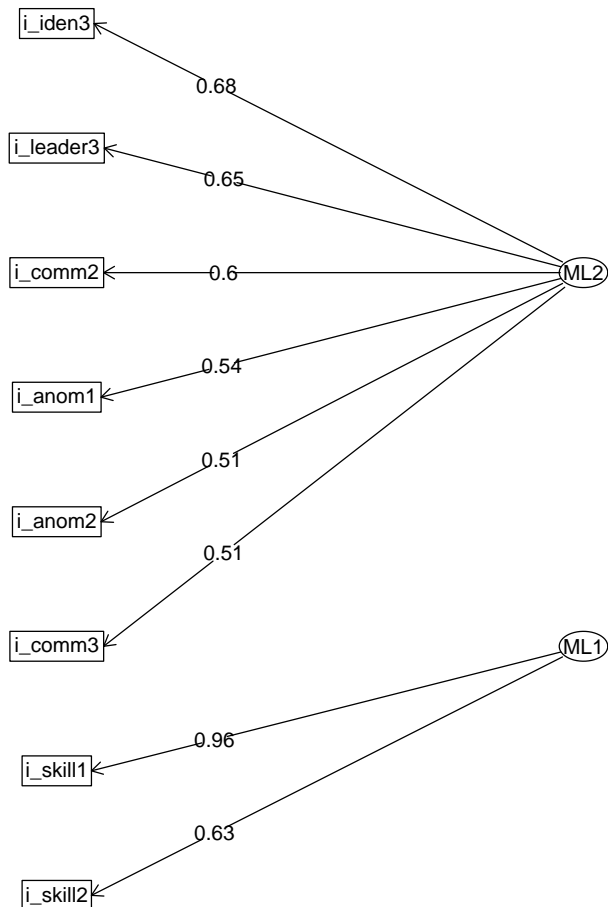 i_iden3
0.68
i_leader3
0.65
i_comm2
0.6
ML2
0.54
i_anom1
0.51
i_anom2
0.51
i_comm3
ML1
0.96
i_skill1
0.63
i_skill2